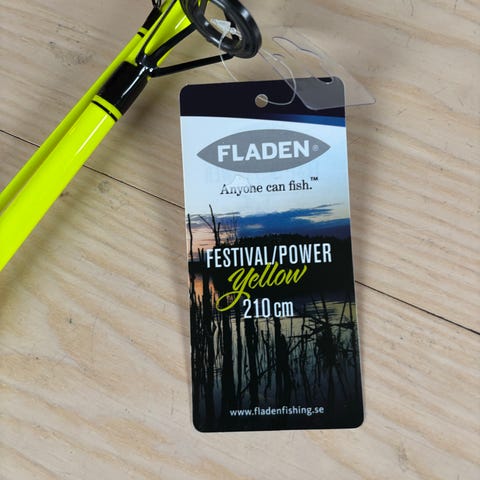 FLADEN®
Anyone can fish.™
FESTIVAL/POWER
Yellow
210 cm
www.fladenfishing.se